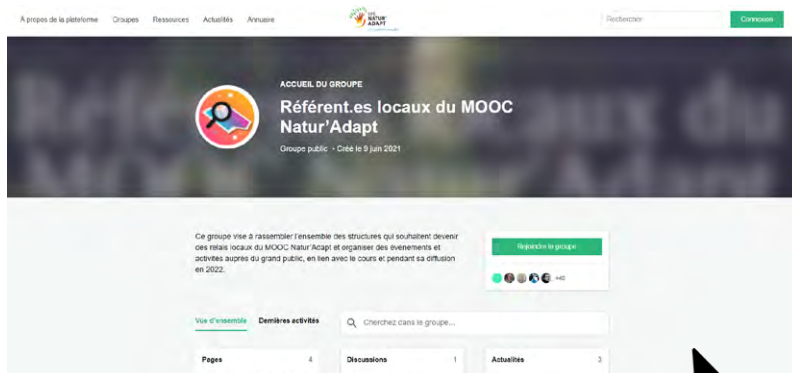 À propos de la plateforme Groupes Ressources Actualités Annuaire
LIFE
NATUR'
ADAPT
Rechercher
Connexion
ACCUEIL DU GROUPE
Référent.es locaux du MOOC
Natur'Adapt
Groupe public • Créé le 9 juin 2021
Ce groupe vise à rassembler l'ensemble des structures qui souhaitent devenir
des relais locaux du MOOC Natur'Adapt et organiser des évenements et
activités auprès du grand public, en lien avec le cours et pendant sa diffusion
en 2022.
Rejoindre le groupe
+40
Vue d'ensemble Dernières activités
Cherchez dans le groupe...
Pages 4
Discussions 1
Actualités 3